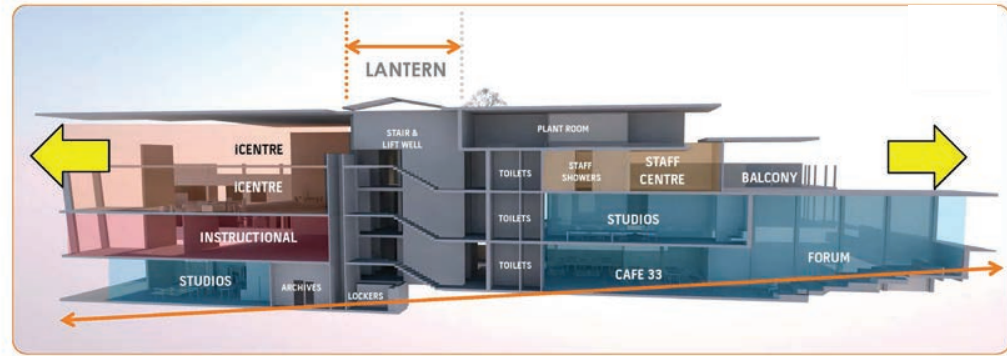 LANTERN
STAIR &
LIFT WELL
PLANT ROOM
iCENTRE
iCENTRE
TOILETS
STAFF
SHOWERS
STAFF
CENTRE
BALCONY
INSTRUCTIONAL
TOILETS
STUDIOS
STUDIOS
ARCHIVES
LOCKERS
TOILETS
CAFE 33
FORUM